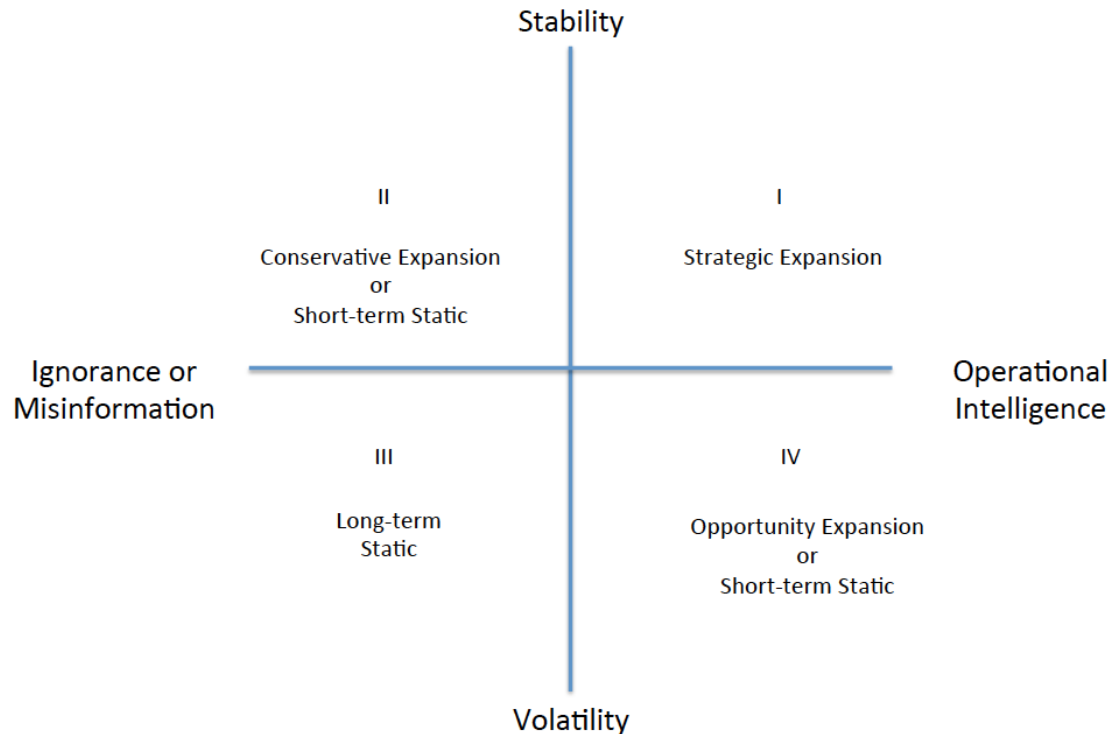 Stability
II
Conservative Expansion
or
Short-term Static
I
Strategic Expansion
Ignorance or
Misinformation
Operational
Intelligence
III
Long-term
Static
IV
Opportunity Expansion
or
Short-term Static
Volatility